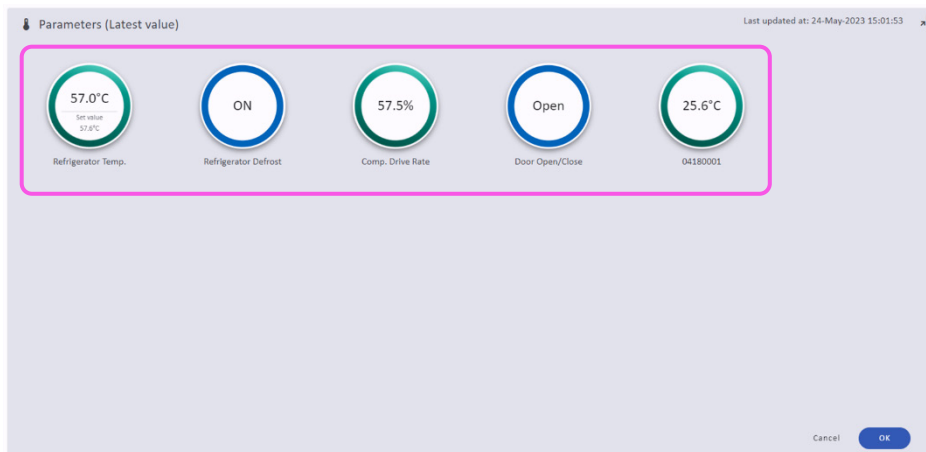 Parameters (Latest value)
Last updated at: 24-May-2023 15:01:53
57.0°C
Set value
57.6°C
Refrigerator Temp.
ON
Refrigerator Defrost
57.5%
Comp. Drive Rate
Open
Door Open/Close
25.6°C
04180001
Cancel
OK